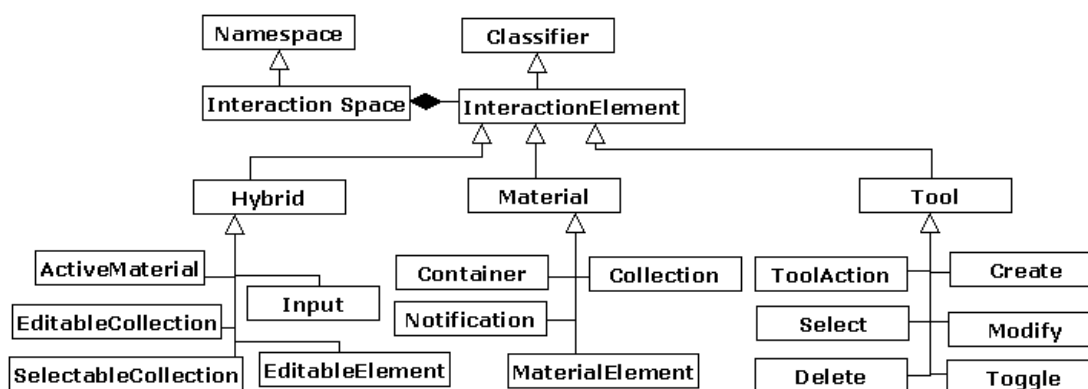 Namespace
Classifier
Interaction Space
InteractionElement
Hybrid
Material
Tool
ActiveMaterial
Input
EditableCollection
EditableElement
SelectableCollection
Container
Collection
Notification
MaterialElement
ToolAction
Create
Select
Modify
Delete
Toggle